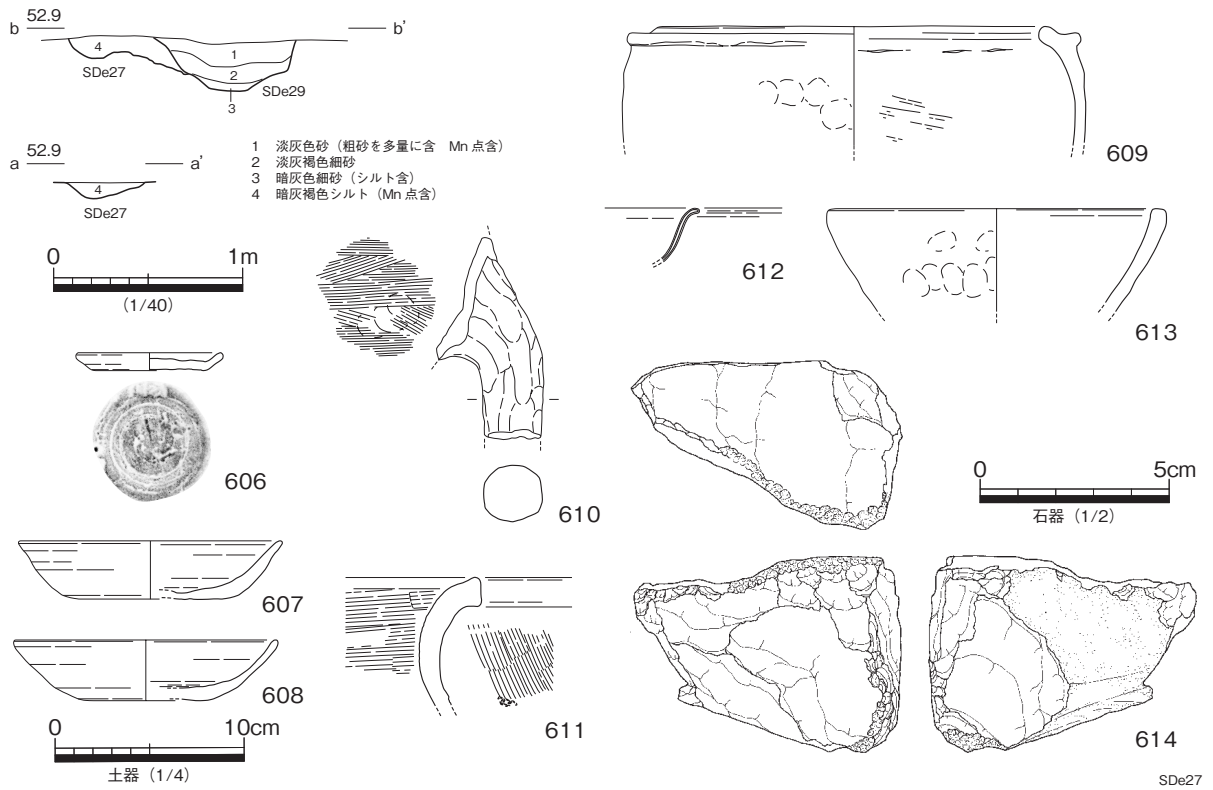 b 52.9 b'
4
1
SDe27
2
SDe29
3
a 52.9 a'
4
SDe27
1 淡灰色砂（粗砂を多量に含 Mn 点含）
2 淡灰褐色細砂
3 暗灰色細砂（シルト含）
4 暗灰褐色シルト（Mn 点含）
0 1m
（1/40）
606
607
608
0 10cm
土器（1/4）
610
611
609
612
613
0 5cm
石器（1/2）
614
SDe27